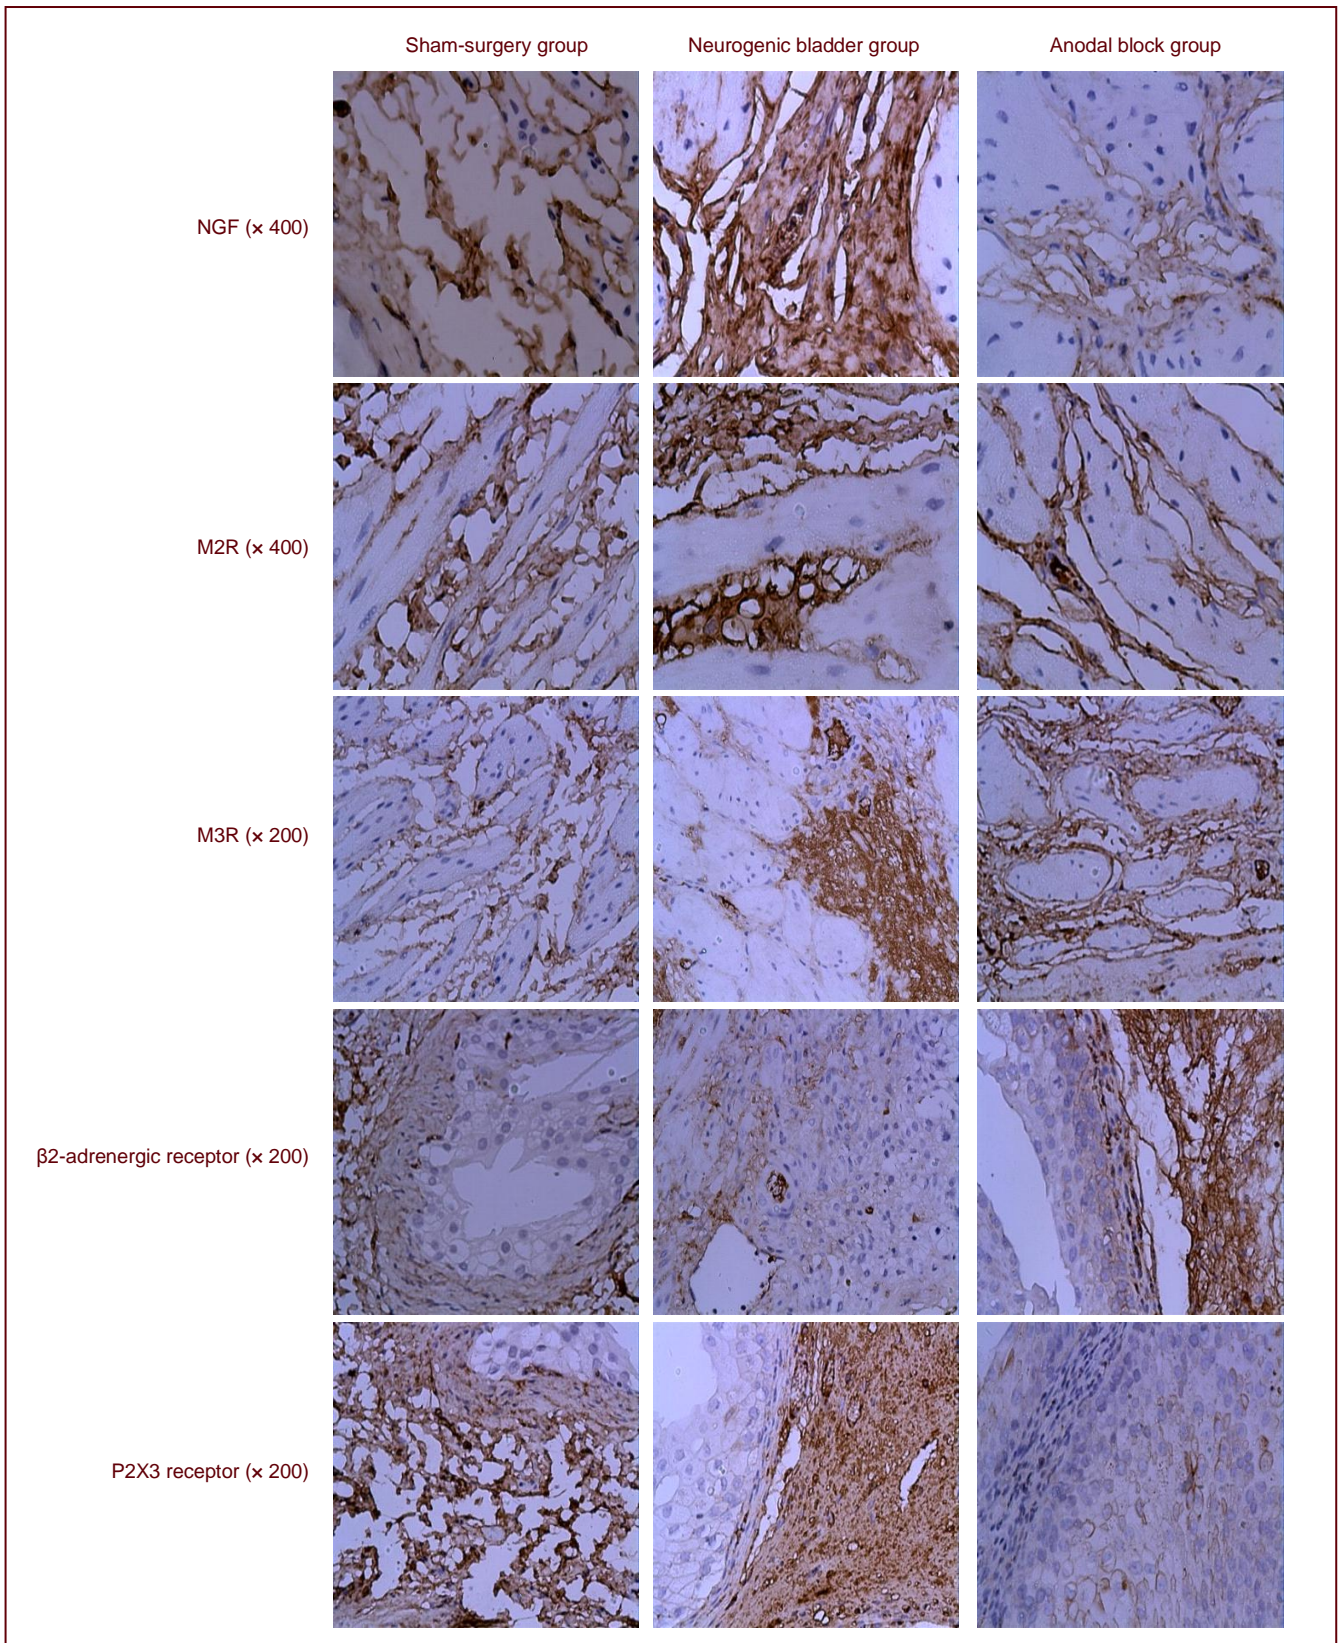 Sham-surgery group Neurogenic bladder group Anodal block group
NGF (× 400)
M2R (× 400)
M3R (× 200)
β2-adrenergic receptor (× 200)
P2X3 receptor (× 200)